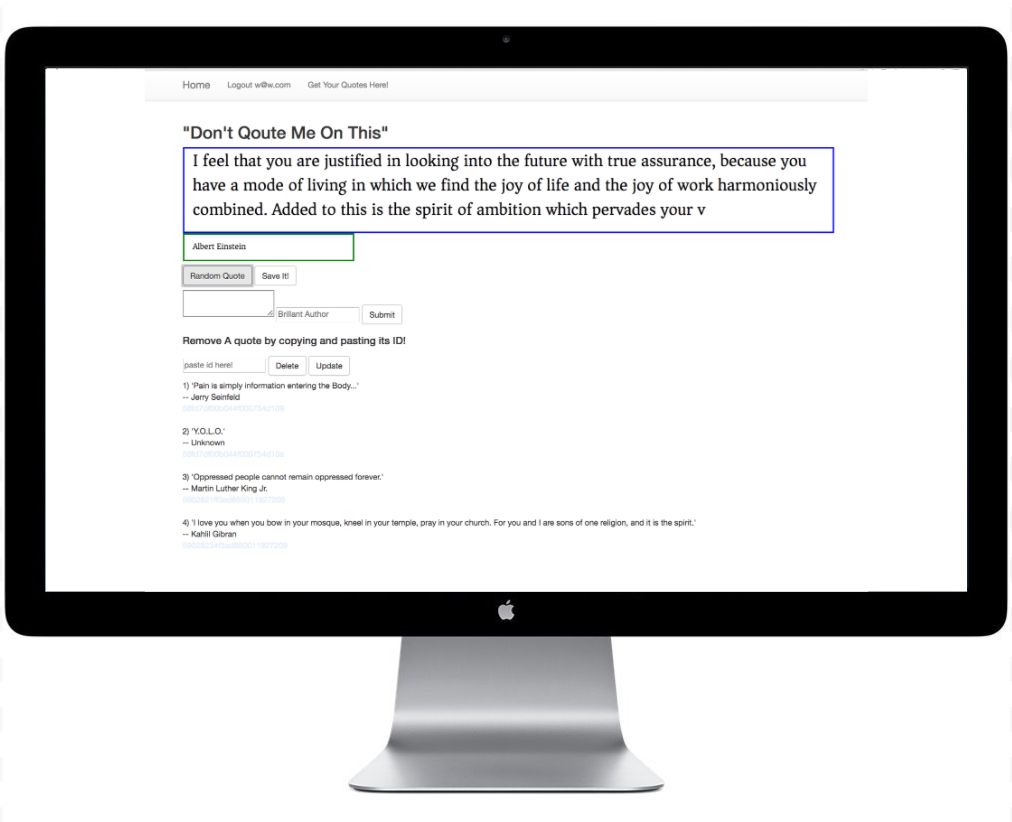 Home Logout w@w.com Get Your Quotes Here!
"Don't Qoute Me On This"
I feel that you are justified in looking into the future with true assurance, because you
have a mode of living in which we find the joy of life and the joy of work harmoniously
combined. Added to this is the spirit of ambition which pervades your v
Albert Einstein
Random Quote Save It!
Brillant Author Submit
Remove A quote by copying and pasting its ID!
paste id here! Delete Update
1) 'Pain is simply information entering the Body...'
-- Jerry Seinfeld
2) 'Y.O.L.O.'
-- Unknown
3) 'Oppressed people cannot remain oppressed forever.'
-- Martin Luther King Jr.
4) 'I love you when you bow in your mosque, kneel in your temple, pray in your church. For you and I are sons of one religion, and it is the spirit.'
-- Kahlil Gibran